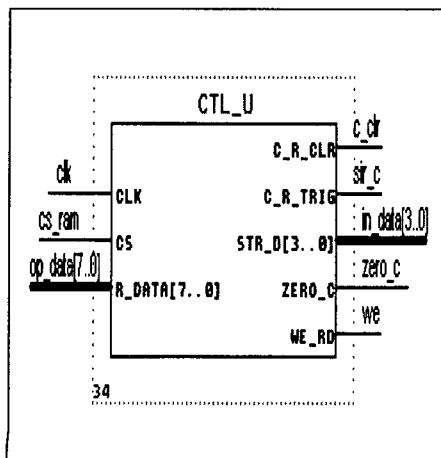 CTL_U
clk
CLK
cs_ram
CS
op_data[7..0]
R_DATA[7..0]
C_R_CLR
c_clr
C_R_TRIG
str_c
STR_D[3..0]
in_data[3..0]
ZERO_C
zero_c
WE_RD
we
34